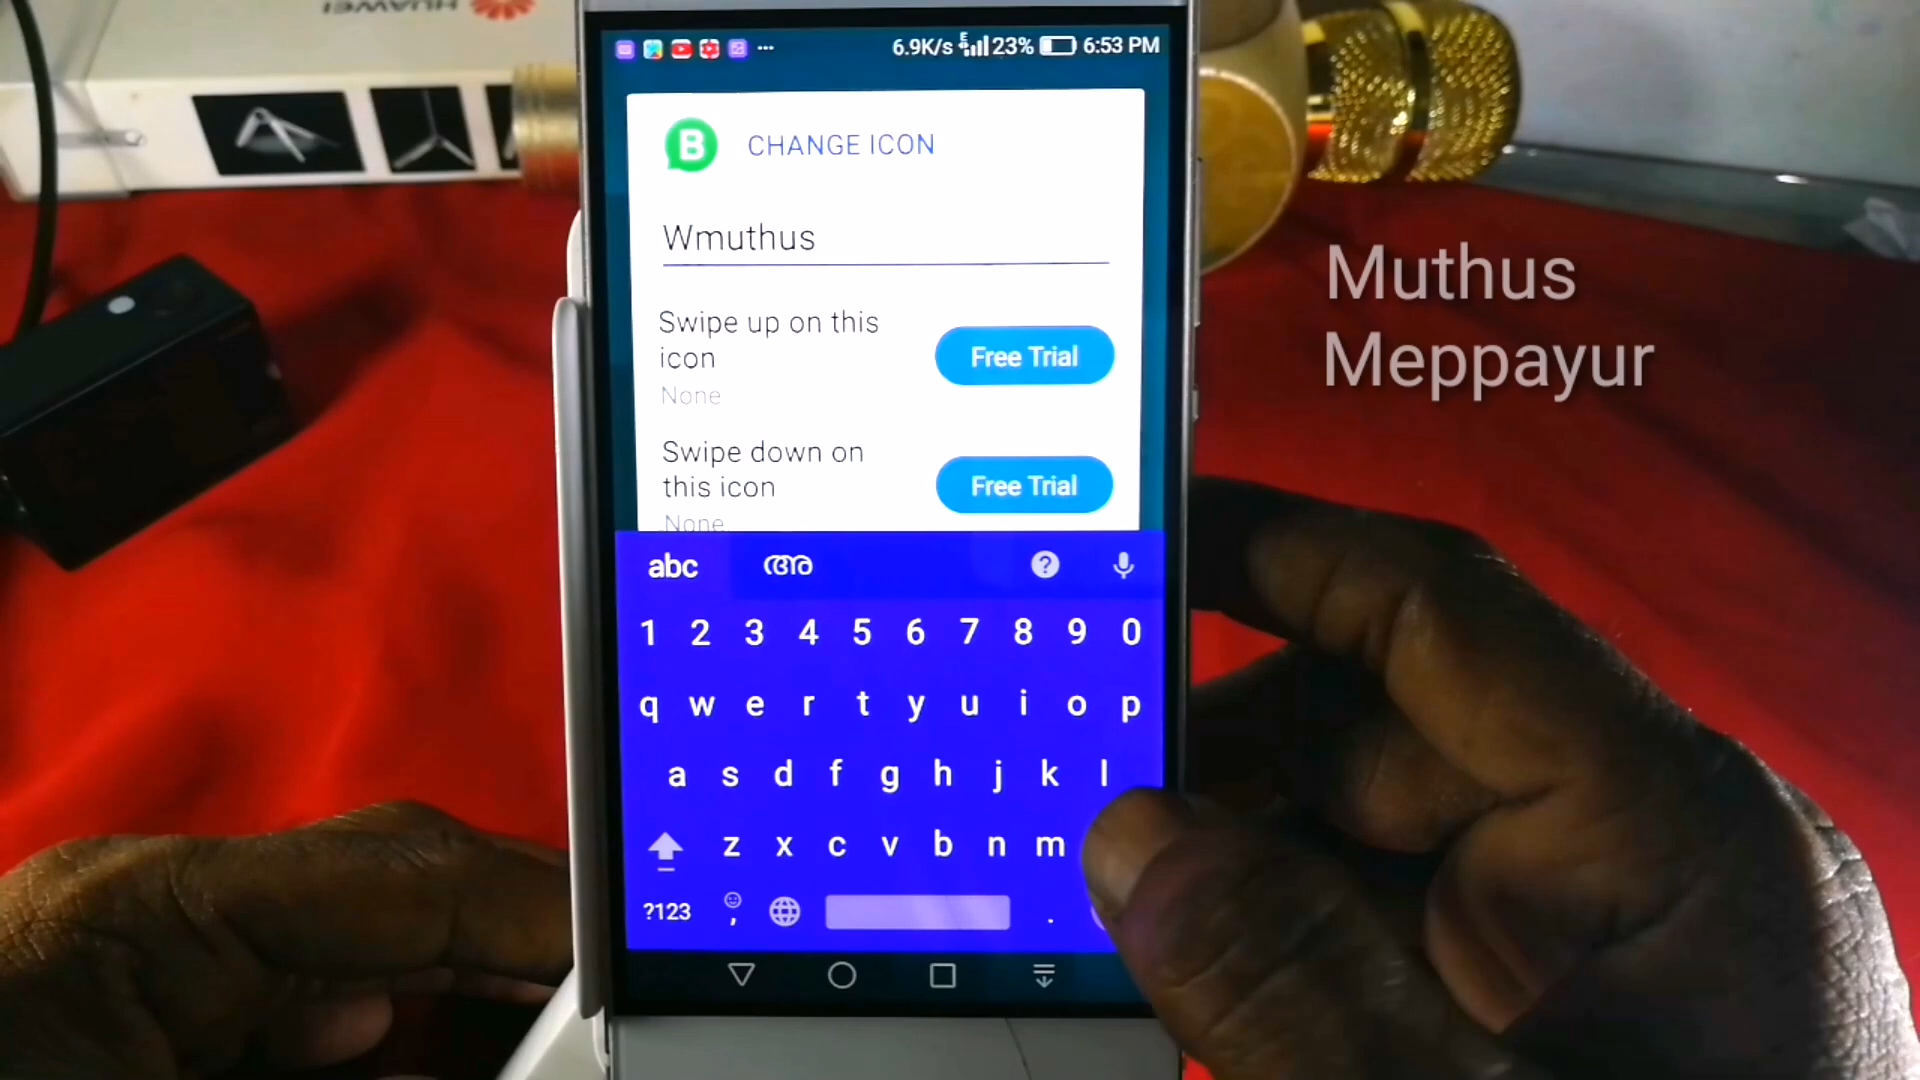 HUAWEI
6.9K/s E 23% 6:53 PM
B CHANGE ICON
Wmuthus
Swipe up on this
icon
None
Free Trial
Swipe down on
this icon
None
Free Trial
Muthus
Meppayur
abc അ ?
1 2 3 4 5 6 7 8 9 0
q w e r t y u i o p
a s d f g h j k l
z x c v b n m
?123 , .